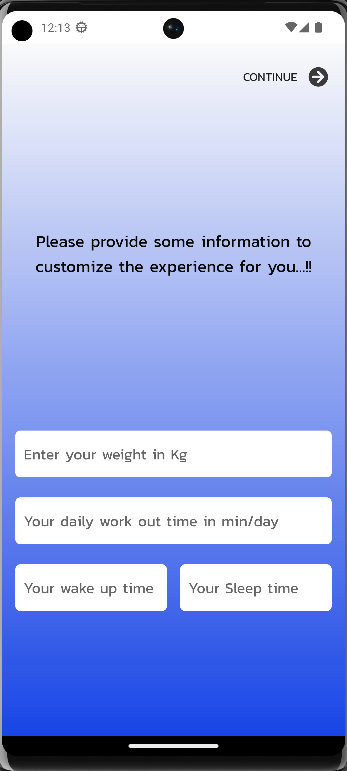 12:13
CONTINUE
Please provide some information to
customize the experience for you...!!
Enter your weight in Kg
Your daily work out time in min/day
Your wake up time
Your Sleep time